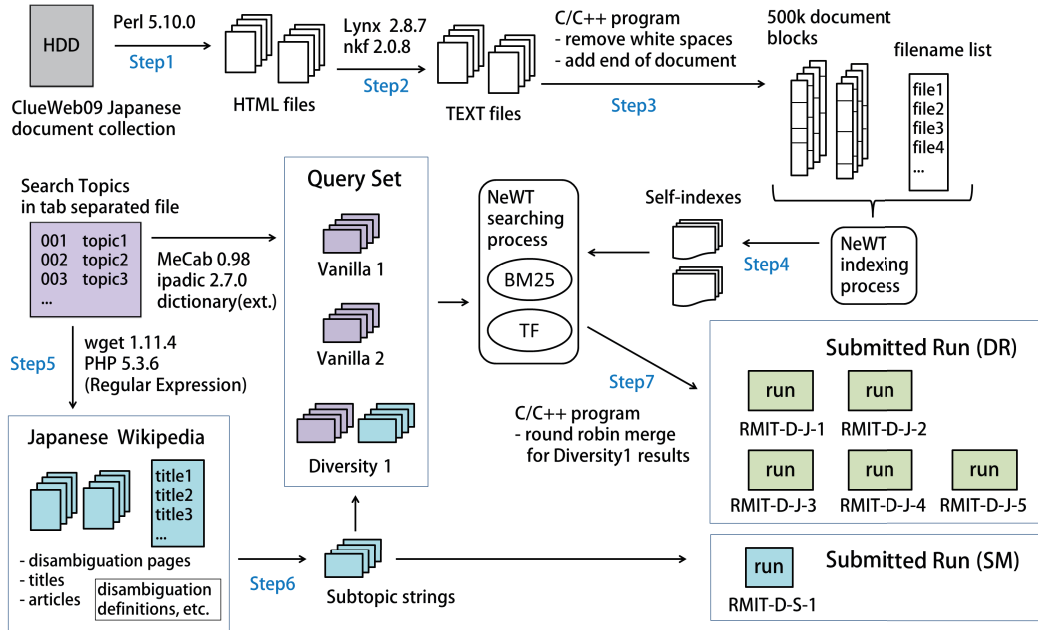 HDD
Perl 5.10.0
Step1
ClueWeb09 Japanese
document collection
HTML files
Lynx 2.8.7
nkf 2.0.8
Step2
TEXT files
C/C++ program
- remove white spaces
- add end of document
Step3
500k document
blocks
filename list
file1
file2
file3
file4
...
Search Topics
in tab separated file
001 topic1
002 topic2
003 topic3
...
MeCab 0.98
ipadic 2.7.0
dictionary(ext.)
Query Set
Vanilla 1
Vanilla 2
Diversity 1
NeWT
searching
process
BM25
TF
Self-indexes
Step4
NeWT
indexing
process
Step5
wget 1.11.4
PHP 5.3.6
(Regular Expression)
Step7
C/C++ program
- round robin merge
for Diversity1 results
Submitted Run (DR)
run
run
RMIT-D-J-1
RMIT-D-J-2
run
run
run
RMIT-D-J-3
RMIT-D-J-4
RMIT-D-J-5
Japanese Wikipedia
title1
title2
title3
...
- disambiguation pages
- titles
- articles
disambiguation
definitions, etc.
Step6
Subtopic strings
Submitted Run (SM)
run
RMIT-D-S-1